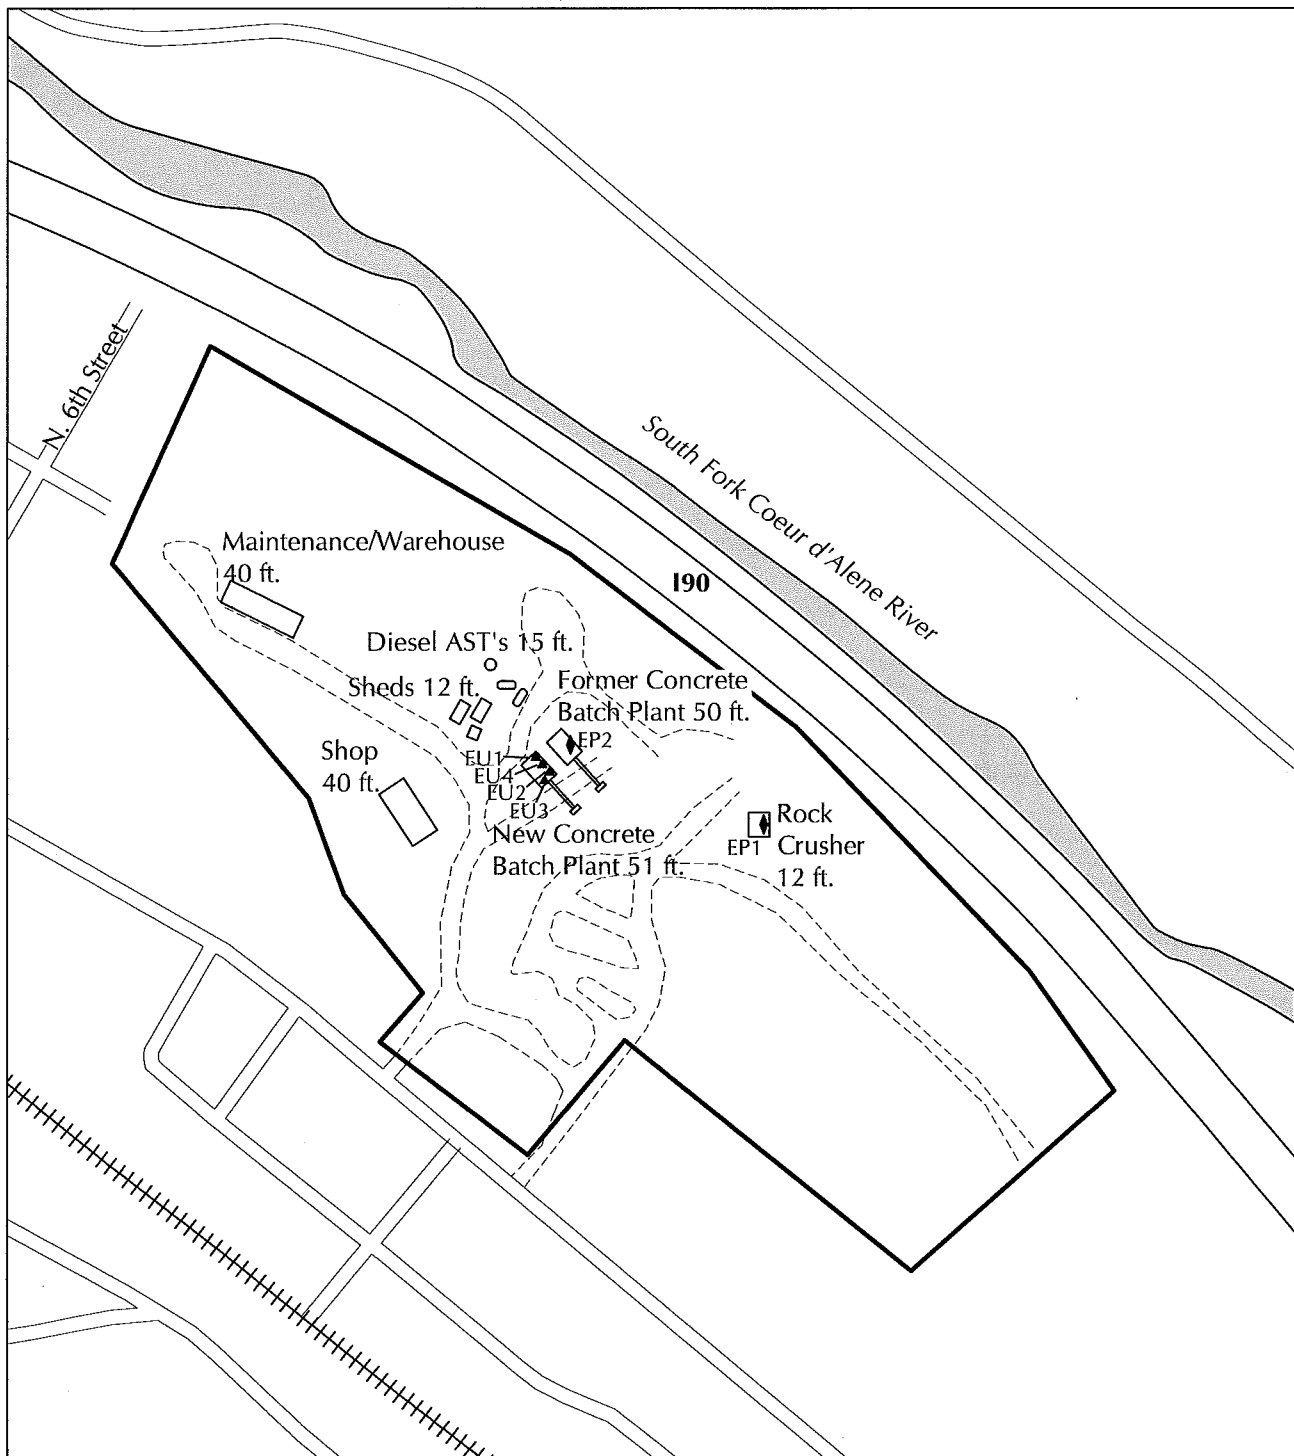 N. 6th Street
South Fork Coeur d'Alene River
I90
Maintenance/Warehouse
40 ft.
Diesel AST's 15 ft.
Sheds 12 ft.
Former Concrete
Batch Plant 50 ft.
EP2
Shop
40 ft.
EU1
EU4
EU2
EU3
New Concrete
Batch Plant 51 ft.
EP1
Rock
Crusher
12 ft.